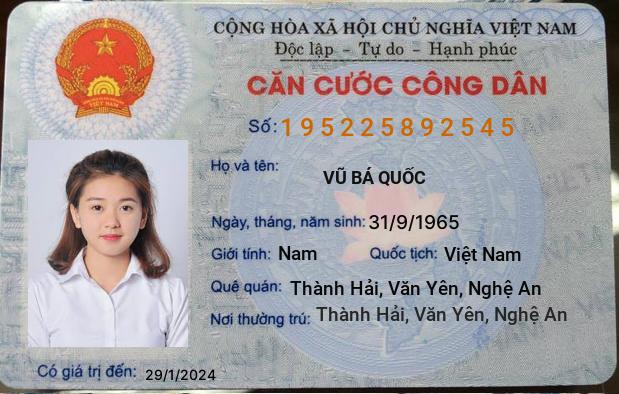 CỘNG HÒA XÃ HỘI CHỦ NGHĨA VIỆT NAM
Độc lập - Tự do - Hạnh phúc
CĂN CƯỚC CÔNG DÂN
Số: 195225892545
Họ và tên:
VŨ BÁ QUỐC
Ngày, tháng, năm sinh: 31/9/1965
Giới tính: Nam Quốc tịch: Việt Nam
Quê quán: Thành Hải, Văn Yên, Nghệ An
Nơi thường trú: Thành Hải, Văn Yên, Nghệ An
Có giá trị đến: 29/1/2024